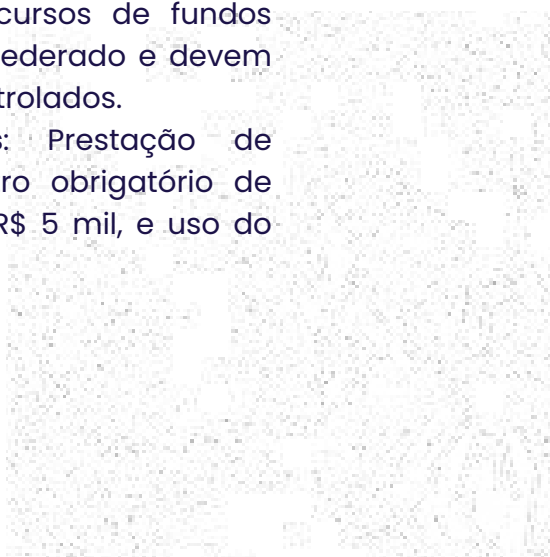 cursos de fundos
ederado e devem
trolados.
s: Prestação de
ro obrigatório de
R$ 5 mil, e uso do